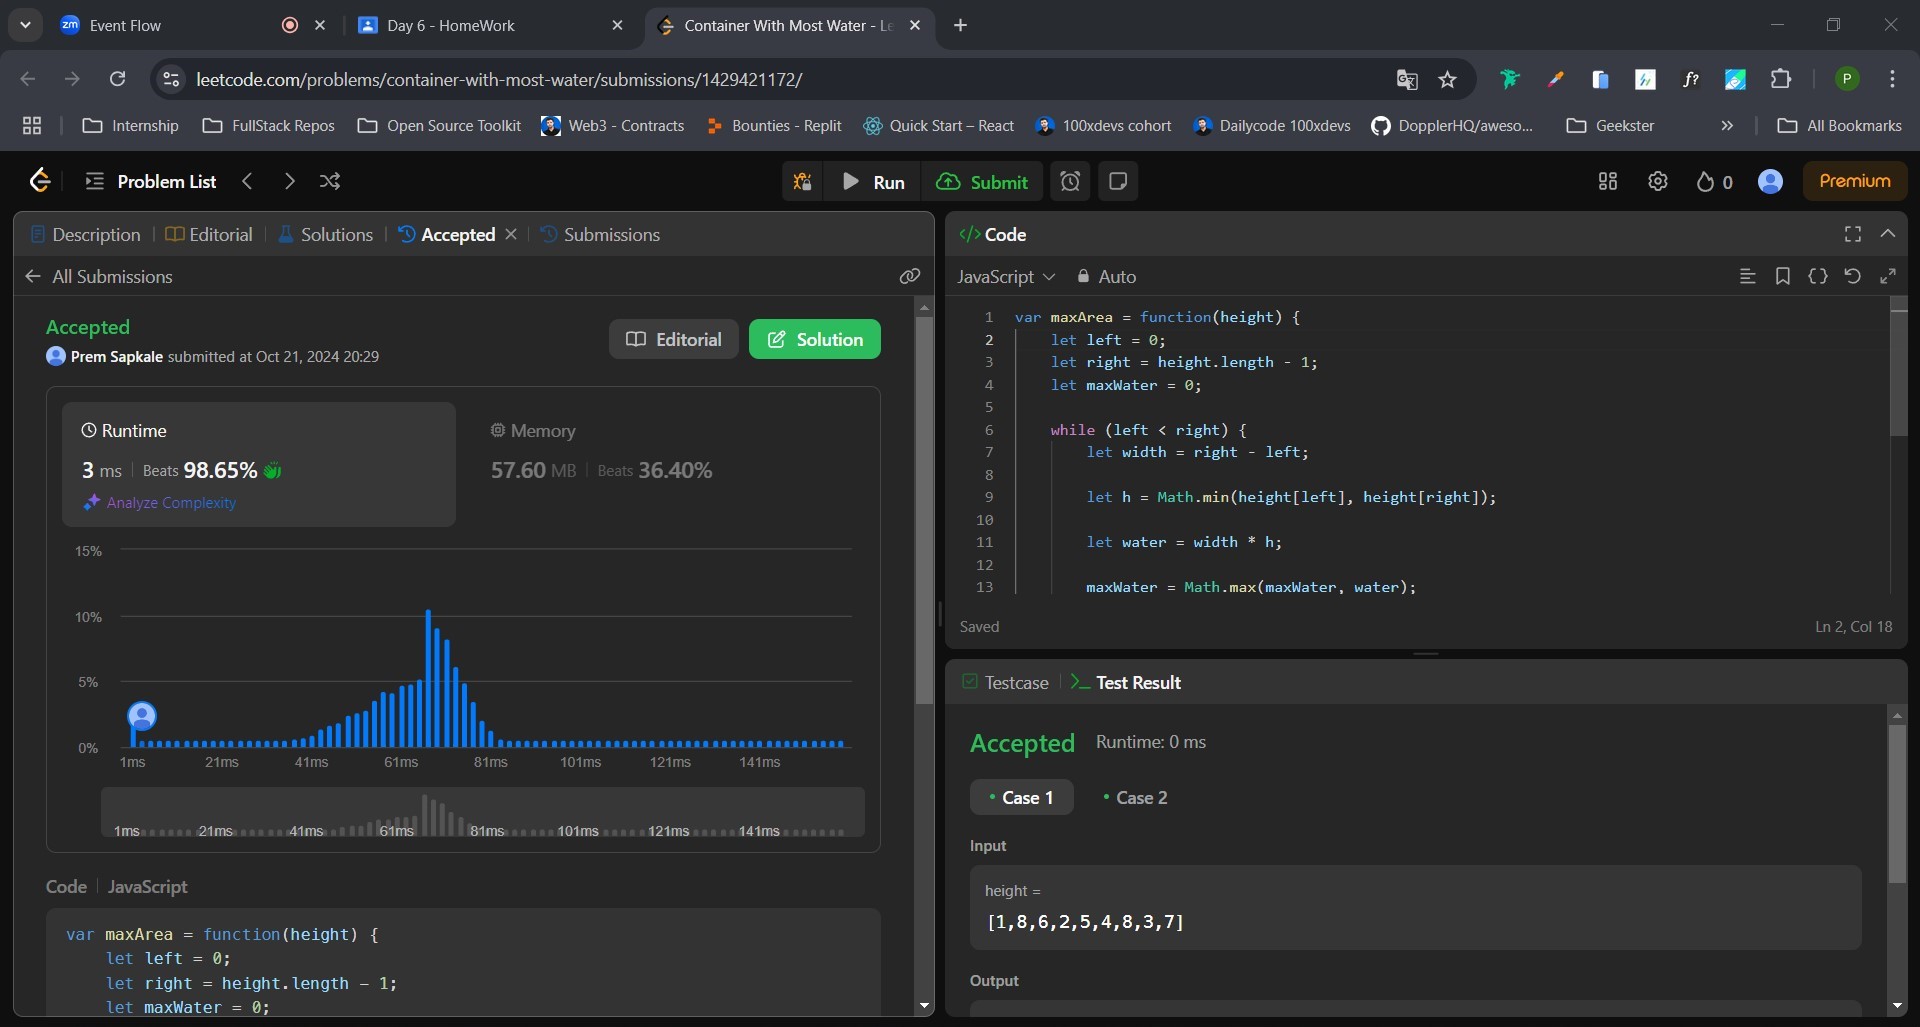 zm Event Flow
Day 6 - HomeWork
Container With Most Water - Le
leetcode.com/problems/container-with-most-water/submissions/1429421172/
f?
P
Internship
FullStack Repos
Open Source Toolkit
Web3 - Contracts
Bounties - Replit
Quick Start – React
100xdevs cohort
Dailycode 100xdevs
DopplerHQ/aweso...
Geekster
»
All Bookmarks
Problem List
Run
Submit
0
Premium
Description
Editorial
Solutions
Accepted
Submissions
All Submissions
Accepted
Prem Sapkale submitted at Oct 21, 2024 20:29
Editorial
Solution
Runtime
3 ms
Beats 98.65%
Analyze Complexity
Memory
57.60 MB
Beats 36.40%
15%
10%
5%
0%
1ms 21ms 41ms 61ms 81ms 101ms 121ms 141ms
1ms 21ms 41ms 61ms 81ms 101ms 121ms 141ms
Code JavaScript
var maxArea = function(height) {
let left = 0;
let right = height.length - 1;
let maxWater = 0;
</> Code
JavaScript
Auto
1 var maxArea = function(height) {
2 let left = 0;
3 let right = height.length - 1;
4 let maxWater = 0;
5
6 while (left < right) {
7 let width = right - left;
8
9 let h = Math.min(height[left], height[right]);
10
11 let water = width * h;
12
13 maxWater = Math.max(maxWater, water);
Saved
Ln 2, Col 18
Testcase
Test Result
Accepted Runtime: 0 ms
• Case 1
• Case 2
Input
height =
[1,8,6,2,5,4,8,3,7]
Output